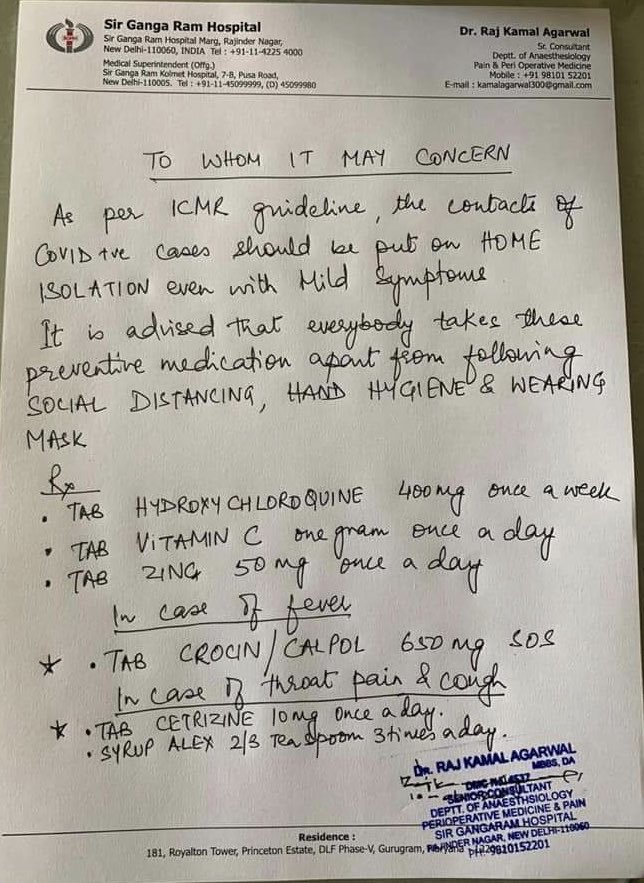 Sir Ganga Ram Hospital
Sir Ganga Ram Hospital Marg, Rajinder Nagar,
New Delhi-110060, INDIA Tel : +91-11-4225 4000
Medical Superintendent (Offg.)
Sir Ganga Ram Kolmet Hospital, 7-B, Pusa Road,
New Delhi-110005. Tel : +91-11-45099999, (D) 45099980
Dr. Raj Kamal Agarwal
Sr. Consultant
Deptt. of Anaesthesiology
Pain & Peri Operative Medicine
Mobile : +91 98101 52201
E-mail : kamalagarwal300@gmail.com
TO WHOM IT MAY CONCERN
As per ICMR guideline, the contacts of
COVID +ve cases should be put on HOME
ISOLATION even with Mild Symptoms
It is advised that everybody takes these
preventive medication apart from following
SOCIAL DISTANCING, HAND HYGIENE & WEARING
MASK
Rx
• TAB HYDROXYCHLOROQUINE 400mg once a week
• TAB VITAMIN C one gram once a day
• TAB ZINC 50 mg once a day
In case of fever
• TAB CROCIN/CALPOL 650 mg SOS
In case of throat pain & cough
• TAB CETRIZINE 10mg once a day.
• SYRUP ALEX 2/3 Teaspoom 3times a day.
Dr. RAJ KAMAL AGARWAL
MBBS, DA
SENIOR CONSULTANT
DEPTT. OF ANAESTHSIOLOGY
PERIOPERATIVE MEDICINE & PAIN
SIR GANGARAM HOSPITAL
RAJINDER NAGAR, NEW DELHI-110060
PH. 9810152201
Residence :
181, Royalton Tower, Princeton Estate, DLF Phase-V, Gurugram, Haryana